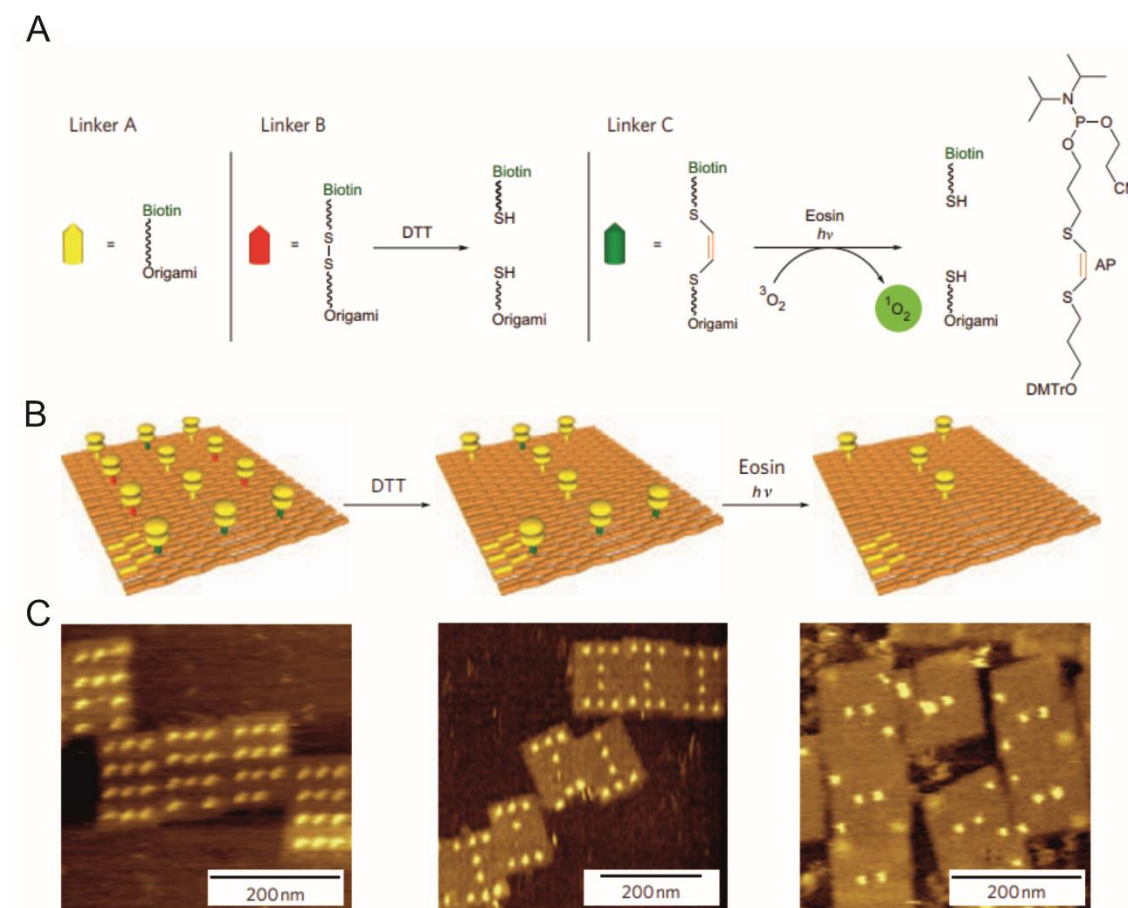 A
Linker A
Biotin
=
Origami
Linker B
Biotin
=
S
S
Origami
DTT
SH
Biotin
SH
Origami
Linker C
Biotin
=
S
S
Origami
Eosin
hν
³O₂
¹O₂
Biotin
SH
SH
Origami
N
P
O
O
CN
S
AP
S
DMTrO
B
DTT
Eosin
hν
C
200 nm
200 nm
200 nm